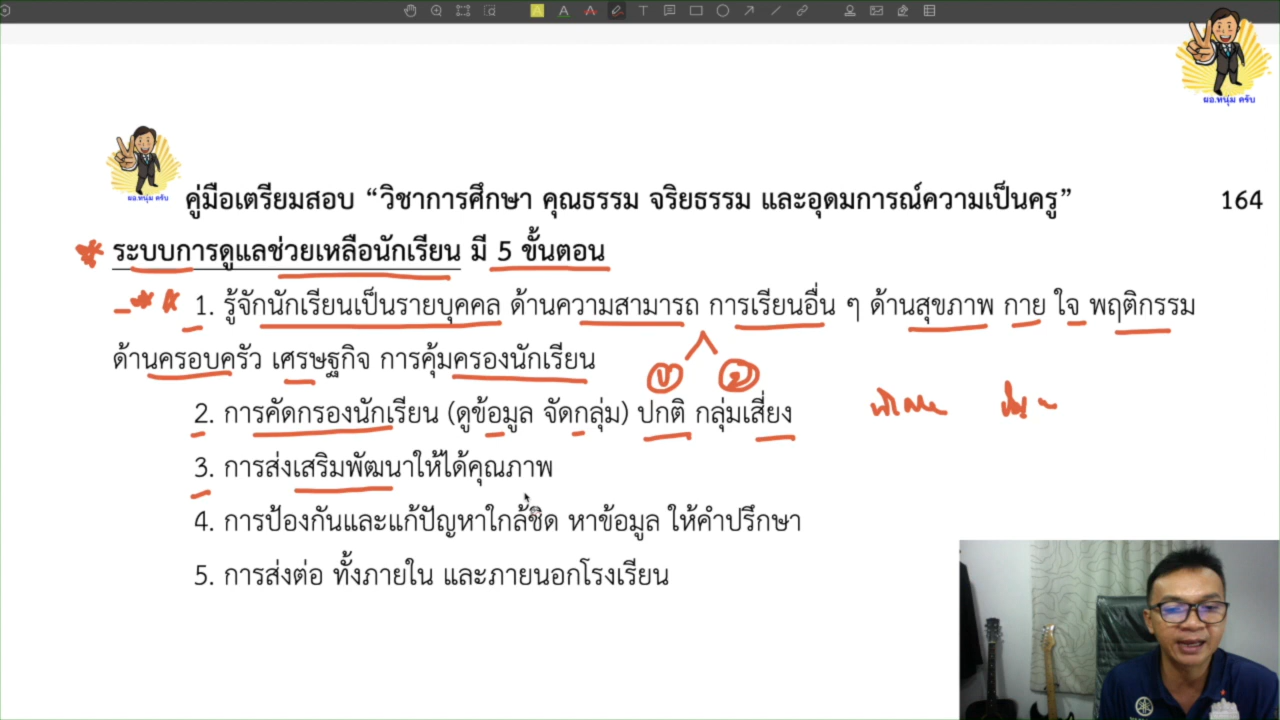 ผอ.หนุ่ม ครับ
ผอ.หนุ่ม ครับ
คู่มือเตรียมสอบ “วิชาการศึกษา คุณธรรม จริยธรรม และอุดมการณ์ความเป็นครู” 164
ระบบการดูแลช่วยเหลือนักเรียน มี 5 ขั้นตอน
1. รู้จักนักเรียนเป็นรายบุคคล ด้านความสามารถ การเรียนอื่น ๆ ด้านสุขภาพ กาย ใจ พฤติกรรม
ด้านครอบครัว เศรษฐกิจ การคุ้มครองนักเรียน
2. การคัดกรองนักเรียน (ดูข้อมูล จัดกลุ่ม) ปกติ กลุ่มเสี่ยง
3. การส่งเสริมพัฒนาให้ได้คุณภาพ
4. การป้องกันและแก้ปัญหาใกล้ชิด หาข้อมูล ให้คำปรึกษา
5. การส่งต่อ ทั้งภายใน และภายนอกโรงเรียน